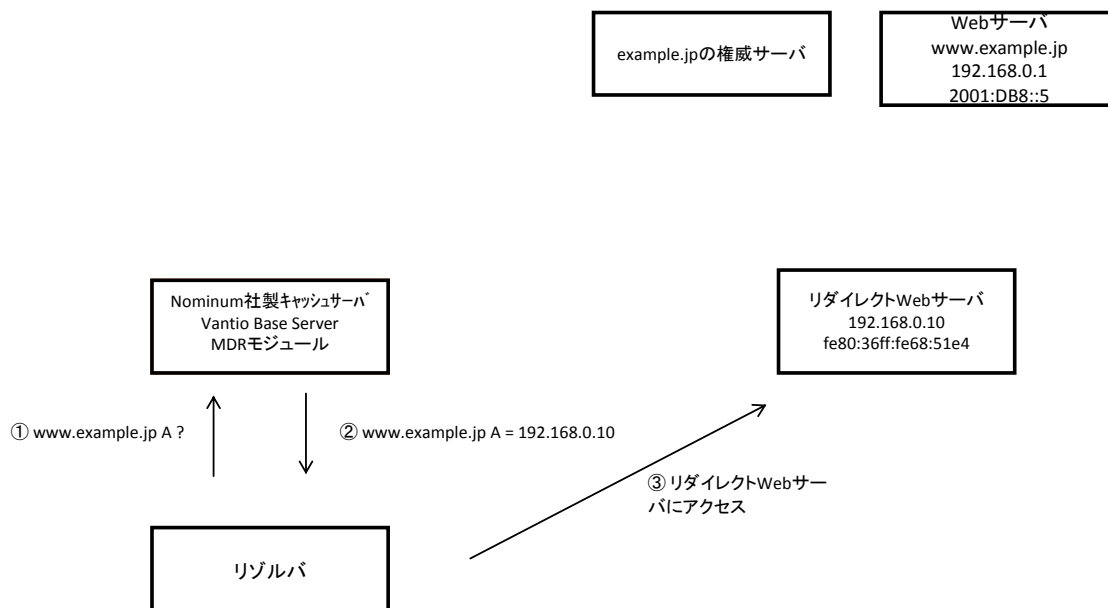 example.jpの権威サーバ
Webサーバ
www.example.jp
192.168.0.1
2001:DB8::5
Nominum社製ｷｬｯｼｭｻｰﾊﾞ
Vantio Base Server
MDRモジュール
リダイレクトWebサーバ
192.168.0.10
fe80:36ff:fe68:51e4
① www.example.jp A ?
② www.example.jp A = 192.168.0.10
③ リダイレクトWebサー
バにアクセス
リゾルバ